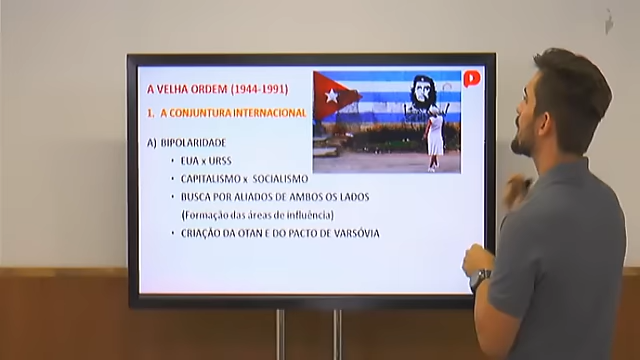 A VELHA ORDEM (1944-1991)
1. A CONJUNTURA INTERNACIONAL
A) BIPOLARIDADE
• EUA x URSS
• CAPITALISMO x SOCIALISMO
• BUSCA POR ALIADOS DE AMBOS OS LADOS
(Formação das áreas de influência)
• CRIAÇÃO DA OTAN E DO PACTO DE VARSÓVIA